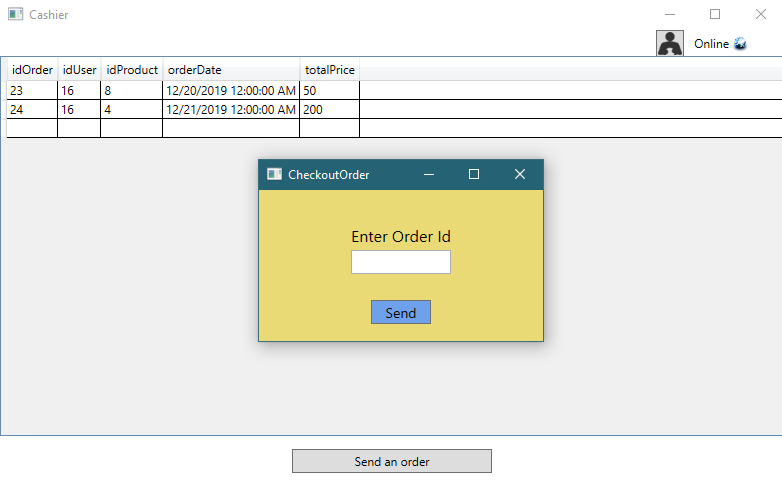 Cashier
Online
idOrder idUser idProduct orderDate totalPrice
23 16 8 12/20/2019 12:00:00 AM 50
24 16 4 12/21/2019 12:00:00 AM 200
CheckoutOrder
Enter Order Id
Send
Send an order